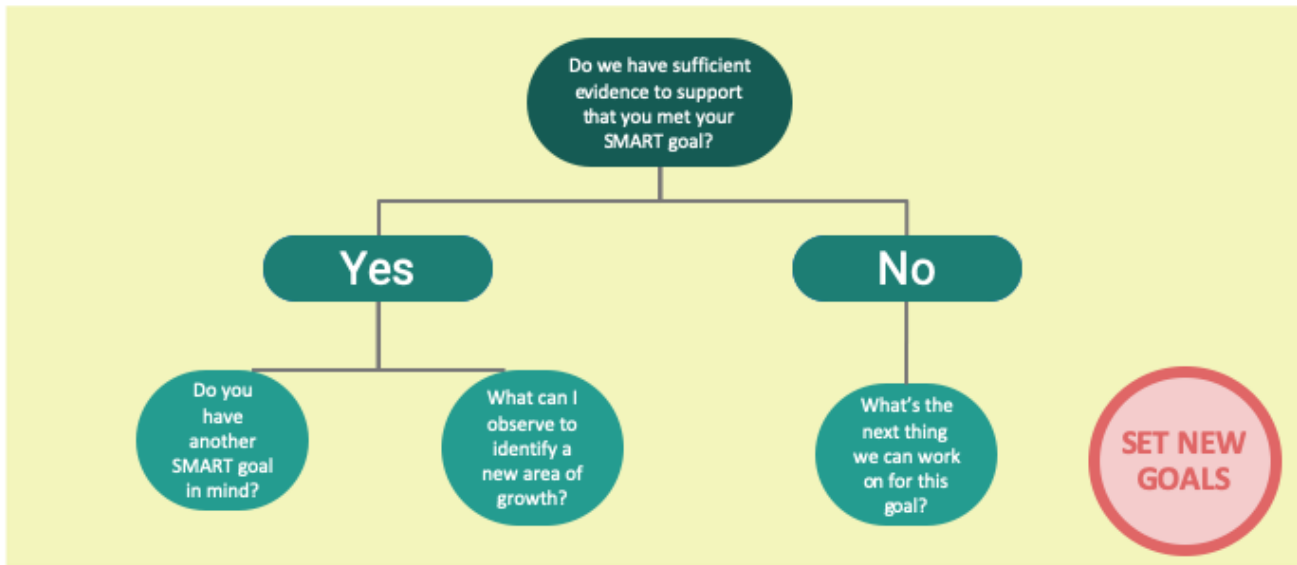 Do we have sufficient
evidence to support
that you met your
SMART goal?
Yes
No
Do you
have
another
SMART goal
in mind?
What can I
observe to
identify a
new area of
growth?
What's the
next thing
we can work
on for this
goal?
SET NEW
GOALS